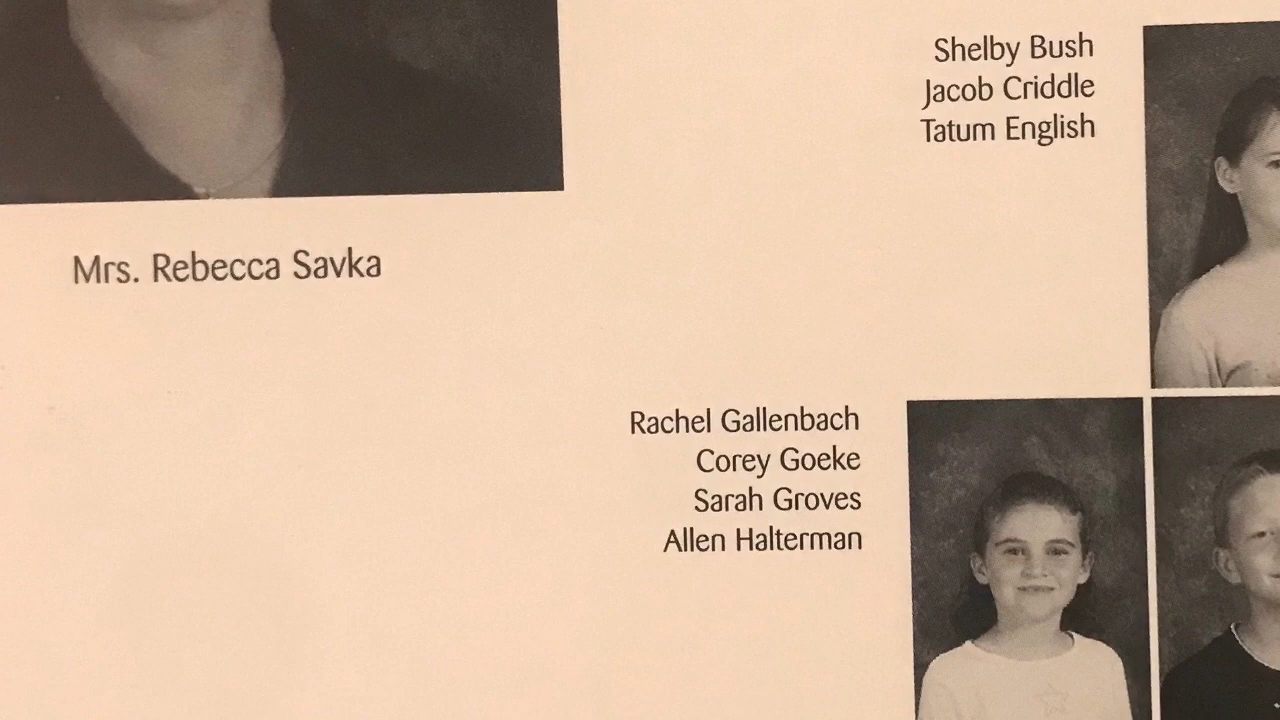 Mrs. Rebecca Savka
Shelby Bush
Jacob Criddle
Tatum English
Rachel Gallenbach
Corey Goeke
Sarah Groves
Allen Halterman